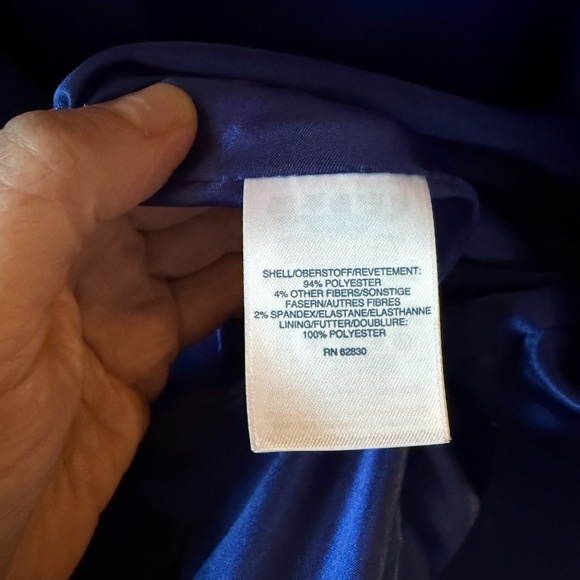 SHELL/OBERSTOFF/REVETEMENT:
94% POLYESTER
4% OTHER FIBERS/SONSTIGE
FASERN/AUTRES FIBRES
2% SPANDEX/ELASTANE/ELASTHANNE
LINING/FUTTER/DOUBLURE:
100% POLYESTER
RN 62830